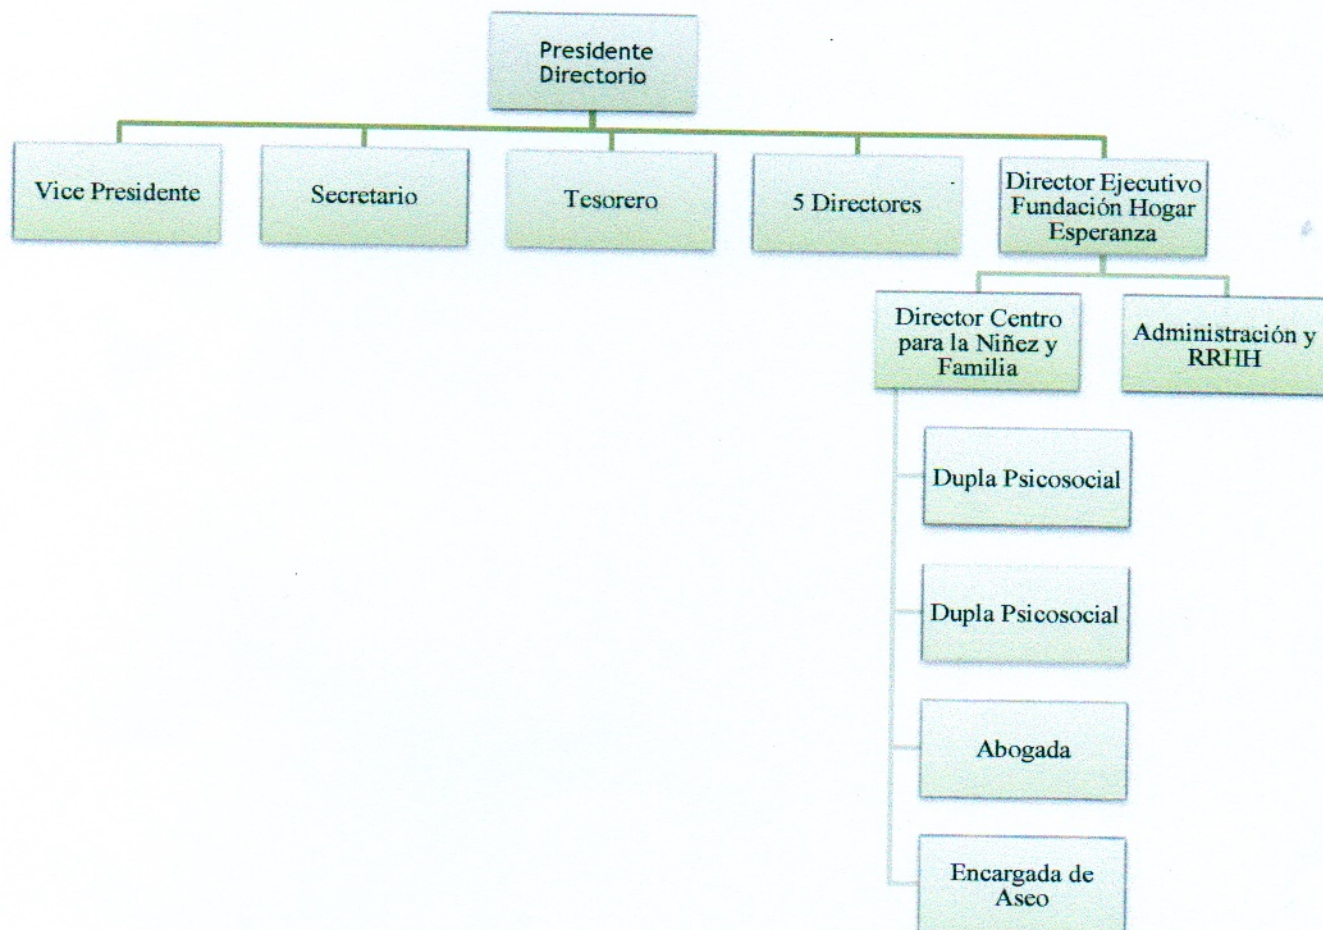 Presidente
Directorio
Vice Presidente
Secretario
Tesorero
5 Directores
Director Ejecutivo
Fundación Hogar
Esperanza
Director Centro
para la Niñez y
Familia
Administración y
RRHH
Dupla Psicosocial
Dupla Psicosocial
Abogada
Encargada de
Aseo